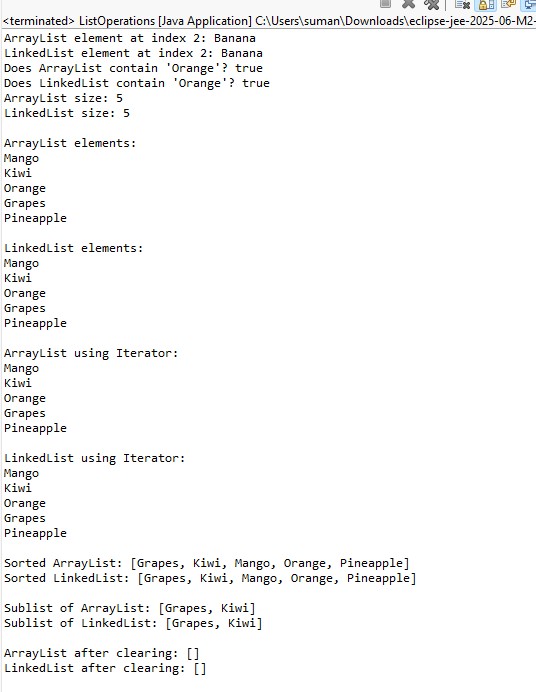 <terminated> ListOperations [Java Application] C:\Users\suman\Downloads\eclipse-jee-2025-06-M2-
ArrayList element at index 2: Banana
LinkedList element at index 2: Banana
Does ArrayList contain 'Orange'? true
Does LinkedList contain 'Orange'? true
ArrayList size: 5
LinkedList size: 5
ArrayList elements:
Mango
Kiwi
Orange
Grapes
Pineapple
LinkedList elements:
Mango
Kiwi
Orange
Grapes
Pineapple
ArrayList using Iterator:
Mango
Kiwi
Orange
Grapes
Pineapple
LinkedList using Iterator:
Mango
Kiwi
Orange
Grapes
Pineapple
Sorted ArrayList: [Grapes, Kiwi, Mango, Orange, Pineapple]
Sorted LinkedList: [Grapes, Kiwi, Mango, Orange, Pineapple]
Sublist of ArrayList: [Grapes, Kiwi]
Sublist of LinkedList: [Grapes, Kiwi]
ArrayList after clearing: []
LinkedList after clearing: []